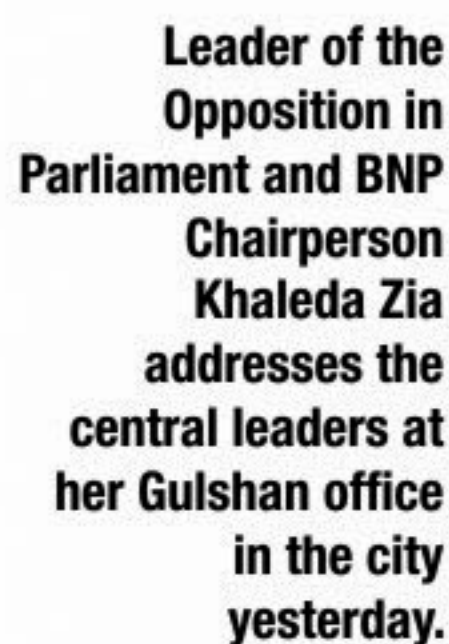 Leader of the
Opposition in
Parliament and BNP
Chairperson
Khaleda Zia
addresses the
central leaders at
her Gulshan office
in the city
yesterday.